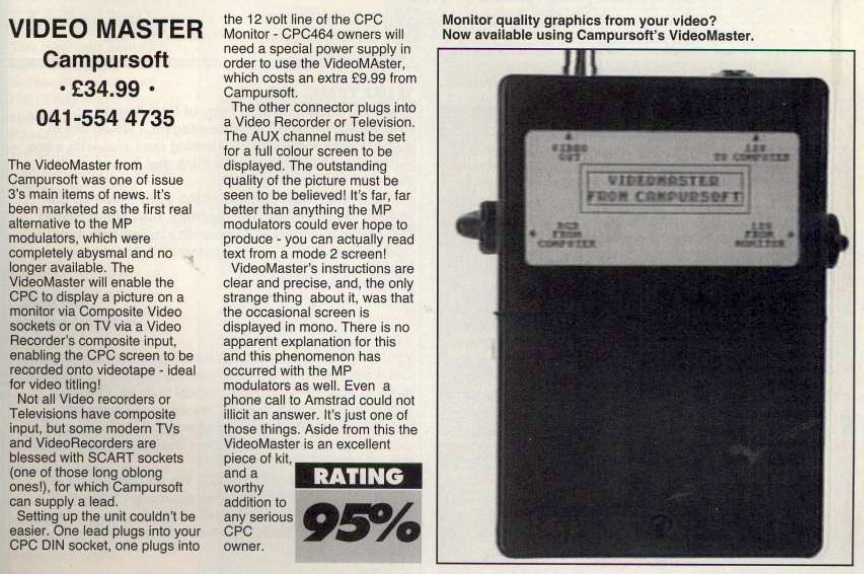 VIDEO MASTER
Campursoft
• £34.99 •
041-554 4735
The VideoMaster from
Campursoft was one of issue
3's main items of news. It's
been marketed as the first real
alternative to the MP
modulators, which were
completely abysmal and no
longer available. The
VideoMaster will enable the
CPC to display a picture on a
monitor via Composite Video
sockets or on TV via a Video
Recorder's composite input,
enabling the CPC screen to be
recorded onto videotape - ideal
for video titling!
Not all Video recorders or
Televisions have composite
input, but some modern TVs
and VideoRecorders are
blessed with SCART sockets
(one of those long oblong
ones!), for which Campursoft
can supply a lead.
Setting up the unit couldn't be
easier. One lead plugs into your
CPC DIN socket, one plugs into
the 12 volt line of the CPC
Monitor - CPC464 owners will
need a special power supply in
order to use the VideoMAster,
which costs an extra £9.99 from
Campursoft.
The other connector plugs into
a Video Recorder or Television.
The AUX channel must be set
for a full colour screen to be
displayed. The outstanding
quality of the picture must be
seen to be believed! It's far, far
better than anything the MP
modulators could ever hope to
produce - you can actually read
text from a mode 2 screen!
VideoMaster's instructions are
clear and precise, and, the only
strange thing about it, was that
the occasional screen is
displayed in mono. There is no
apparent explanation for this
and this phenomenon has
occurred with the MP
modulators as well. Even a
phone call to Amstrad could not
illicit an answer. It's just one of
those things. Aside from this the
VideoMaster is an excellent
piece of kit,
and a
worthy
addition to
any serious
CPC
owner.
RATING
95%
Monitor quality graphics from your video?
Now available using Campursoft's VideoMaster.
VIDEO
OUT
12V
TO COMPUTER
VIDEOMASTER
FROM CAMPURSOFT
RGB
FROM
COMPUTER
12V
FROM
MONITOR